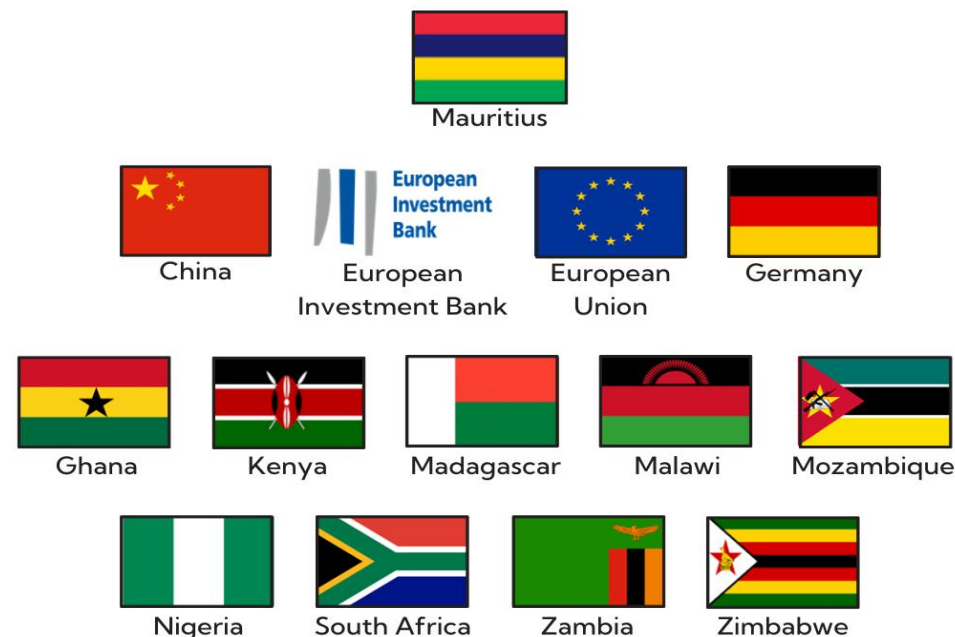 Mauritius
European
Investment
Bank
China
European
Investment Bank
European
Union
Germany
Ghana
Kenya
Madagascar
Malawi
Mozambique
Nigeria
South Africa
Zambia
Zimbabwe